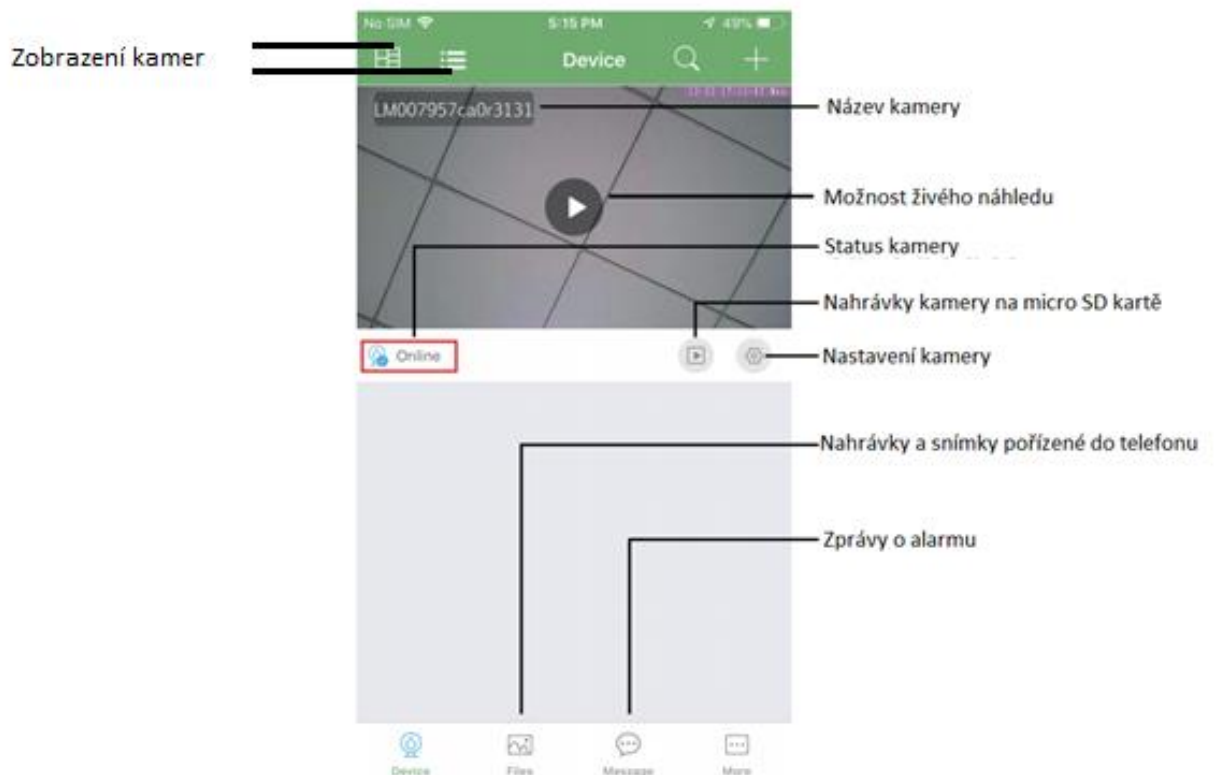 No SIM 5:15 PM 49%
Zobrazení kamer
Device
LM007957ca0r3131
Název kamery
Možnost živého náhledu
Status kamery
Nahrávky kamery na micro SD kartě
Online
Nastavení kamery
Nahrávky a snímky pořízené do telefonu
Zprávy o alarmu
Device Files Message More